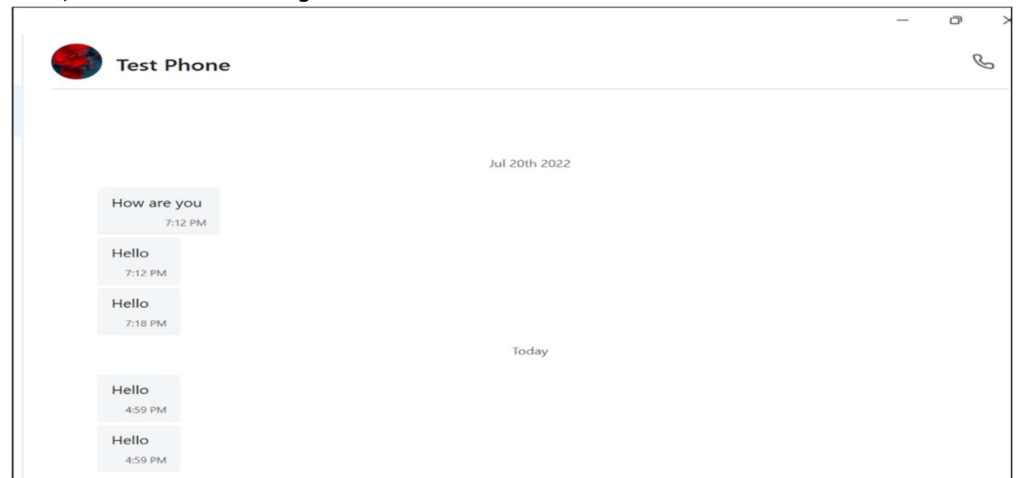 Test Phone
Jul 20th 2022
How are you
7:12 PM
Hello
7:12 PM
Hello
7:18 PM
Today
Hello
4:59 PM
Hello
4:59 PM